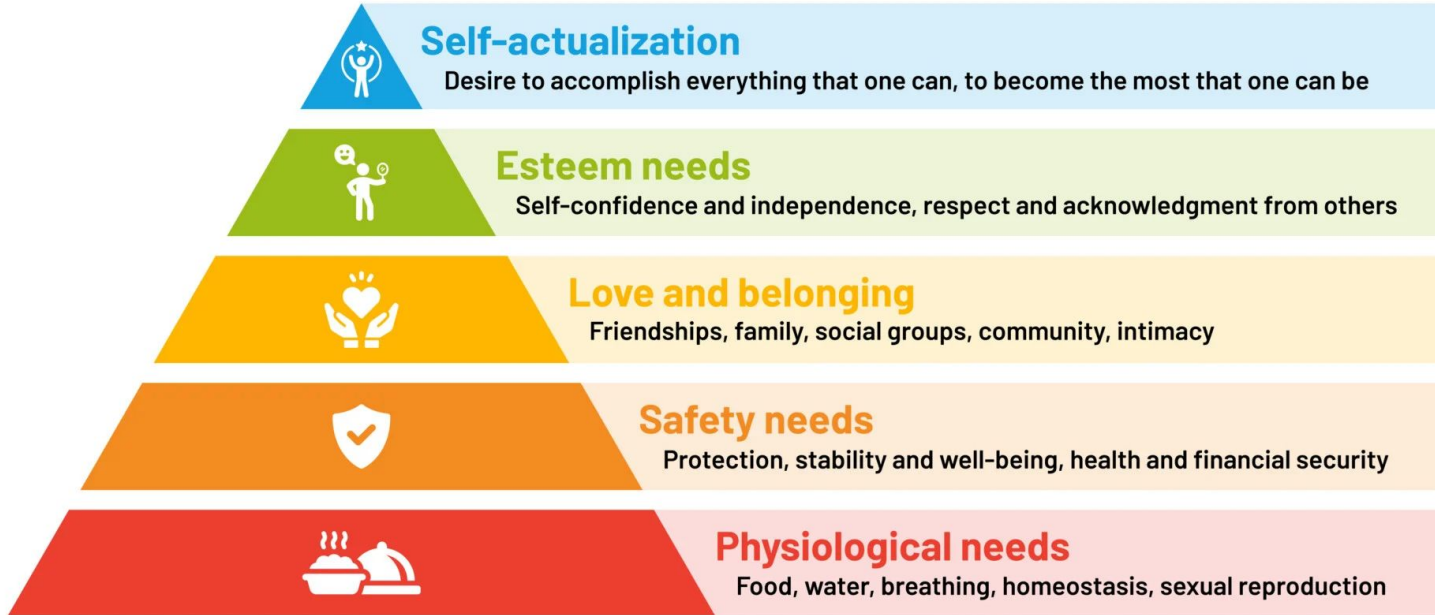 Self-actualization
Desire to accomplish everything that one can, to become the most that one can be
Esteem needs
Self-confidence and independence, respect and acknowledgment from others
Love and belonging
Friendships, family, social groups, community, intimacy
Safety needs
Protection, stability and well-being, health and financial security
Physiological needs
Food, water, breathing, homeostasis, sexual reproduction